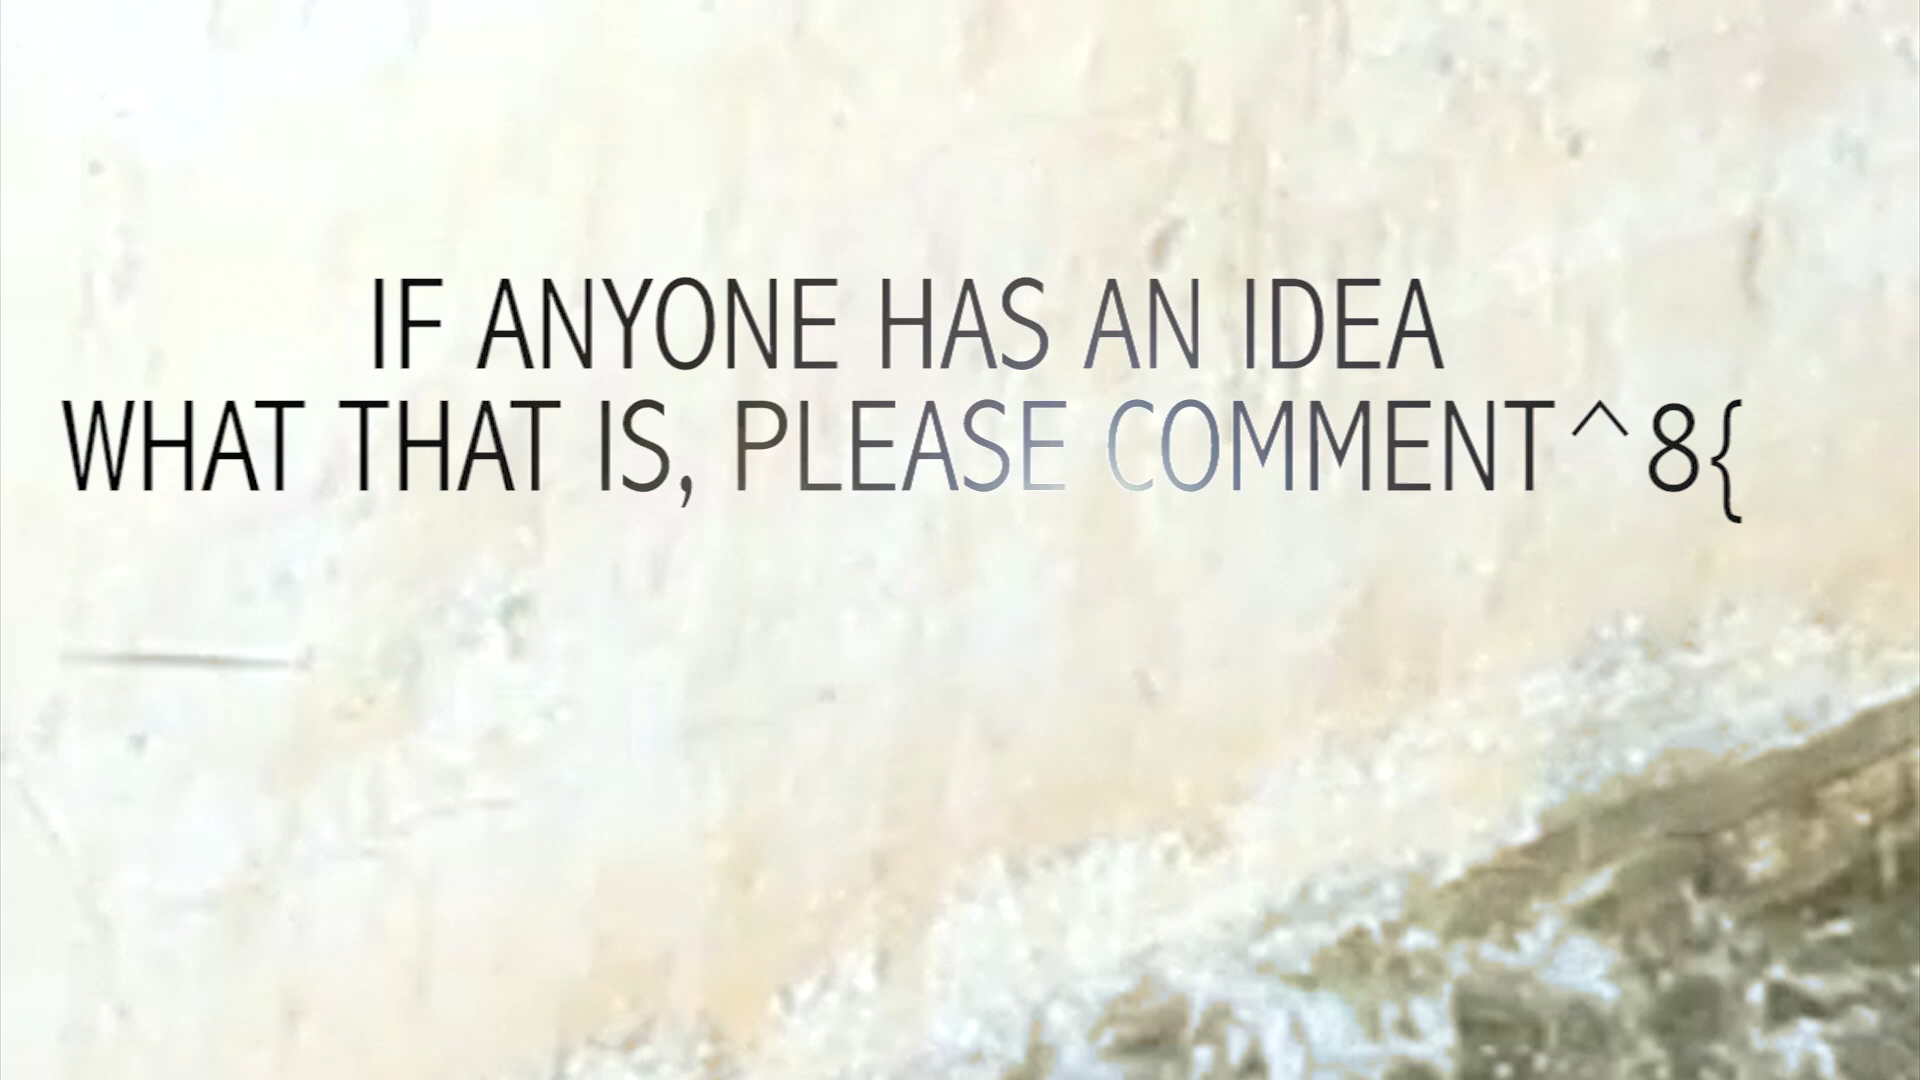 IF ANYONE HAS AN IDEA
WHAT THAT IS, PLEASE COMMENT^8{